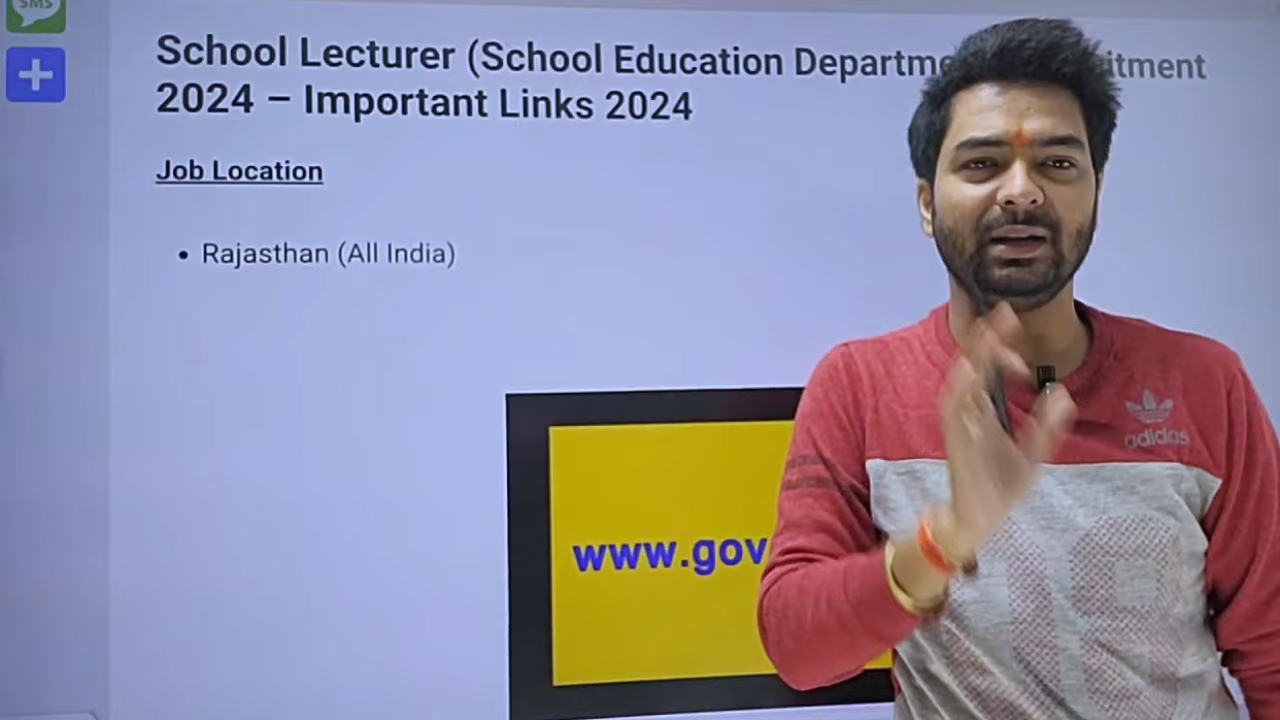 SMS
School Lecturer (School Education Departme itment
2024 – Important Links 2024
Job Location
• Rajasthan (All India)
www.gov
adidas